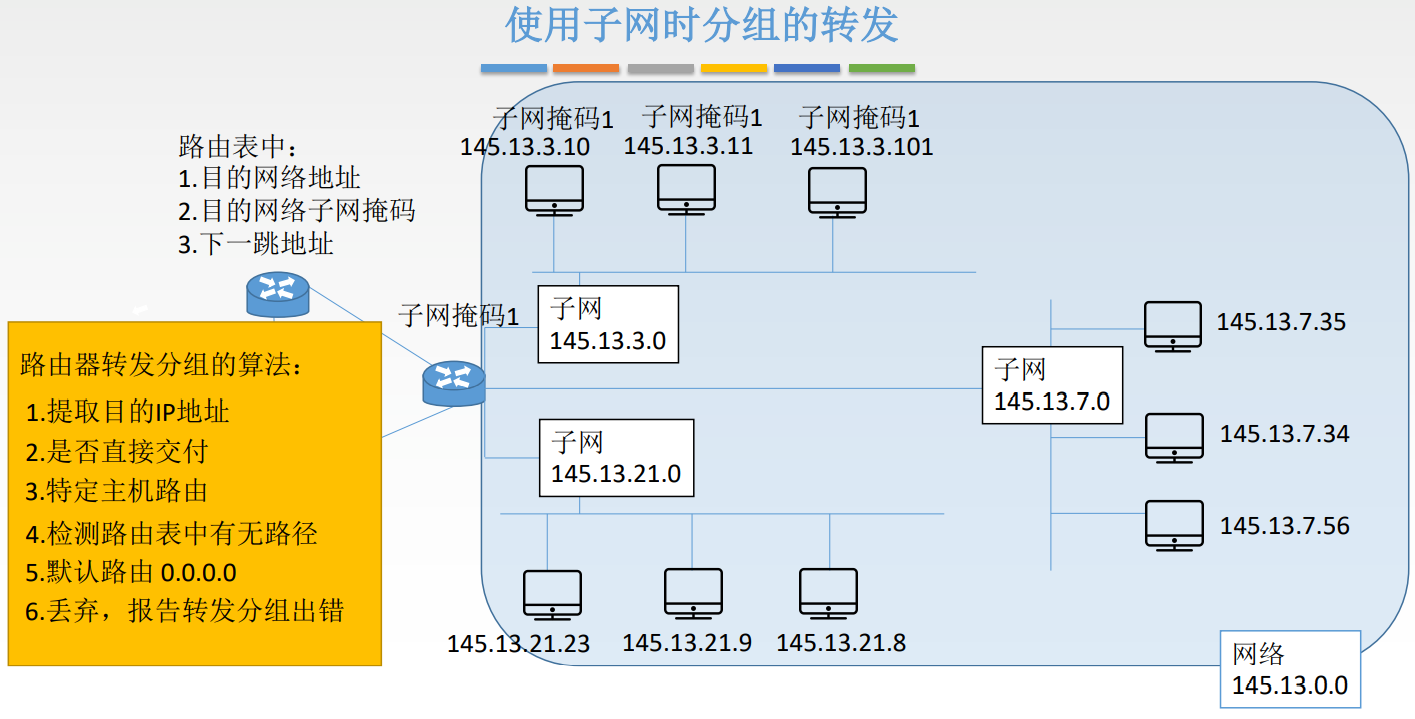 使用子网时分组的转发
子网掩码1
145.13.3.10
子网掩码1
145.13.3.11
子网掩码1
145.13.3.101
路由表中：
1.目的网络地址
2.目的网络子网掩码
3.下一跳地址
子网掩码1
子网
145.13.3.0
子网
145.13.7.0
145.13.7.35
145.13.7.34
145.13.7.56
路由器转发分组的算法：
1.提取目的IP地址
2.是否直接交付
3.特定主机路由
4.检测路由表中有无路径
5.默认路由 0.0.0.0
6.丢弃，报告转发分组出错
子网
145.13.21.0
145.13.21.23
145.13.21.9
145.13.21.8
网络
145.13.0.0